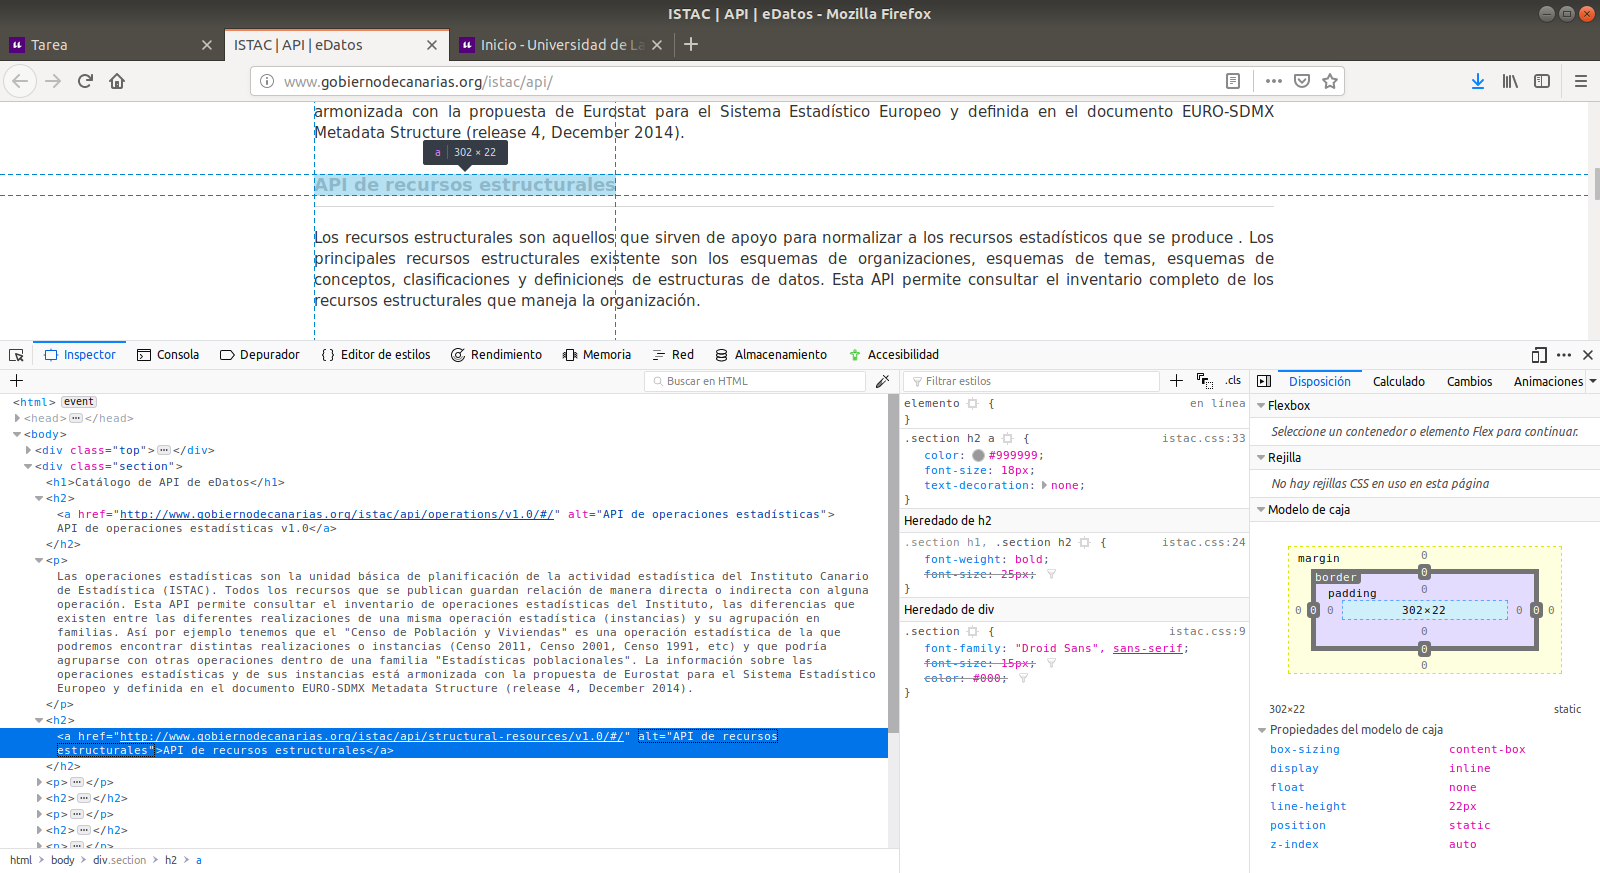 ISTAC | API | eDatos - Mozilla Firefox
Tarea
ISTAC | API | eDatos
Inicio - Universidad de La
www.gobiernodecanarias.org/istac/api/
armonizada con la propuesta de Eurostat para el Sistema Estadístico Europeo y definida en el documento EURO-SDMX
Metadata Structure (release 4, December 2014).
a 302 × 22
API de recursos estructurales
Los recursos estructurales son aquellos que sirven de apoyo para normalizar a los recursos estadísticos que se produce . Los
principales recursos estructurales existente son los esquemas de organizaciones, esquemas de temas, esquemas de
conceptos, clasificaciones y definiciones de estructuras de datos. Esta API permite consultar el inventario completo de los
recursos estructurales que maneja la organización.
Inspector Consola Depurador {} Editor de estilos Rendimiento Memoria Red Almacenamiento Accesibilidad
Buscar en HTML
<html> event
<head> ··· </head>
<body>
<div class="top"> ··· </div>
<div class="section">
<h1>Catálogo de API de eDatos</h1>
<h2>
<a href="http://www.gobiernodecanarias.org/istac/api/operations/v1.0/#/" alt="API de operaciones estadísticas">
API de operaciones estadísticas v1.0</a>
</h2>
<p>
Las operaciones estadísticas son la unidad básica de planificación de la actividad estadística del Instituto Canario
de Estadística (ISTAC). Todos los recursos que se publican guardan relación de manera directa o indirecta con alguna
operación. Esta API permite consultar el inventario de operaciones estadísticas del Instituto, las diferencias que
existen entre las diferentes realizaciones de una misma operación estadística (instancias) y su agrupación en
familias. Así por ejemplo tenemos que el "Censo de Población y Viviendas" es una operación estadística de la que
podremos encontrar distintas realizaciones o instancias (Censo 2011, Censo 2001, Censo 1991, etc) y que podría
agruparse con otras operaciones dentro de una familia "Estadísticas poblacionales". La información sobre las
operaciones estadísticas y de sus instancias está armonizada con la propuesta de Eurostat para el Sistema Estadístico
Europeo y definida en el documento EURO-SDMX Metadata Structure (release 4, December 2014).
</p>
<h2>
<a href="http://www.gobiernodecanarias.org/istac/api/structural-resources/v1.0/#/" alt="API de recursos
estructurales">API de recursos estructurales</a>
</h2>
<p> ··· </p>
<h2> ··· </h2>
<p> ··· </p>
<h2> ··· </h2>
<p> ··· </p>
html > body > div.section > h2 > a
Filtrar estilos
.cls
elemento { en línea
}
.section h2 a { istac.css:33
color: #999999;
font-size: 18px;
text-decoration: none;
}
Heredado de h2
.section h1, .section h2 { istac.css:24
font-weight: bold;
font-size: 25px;
}
Heredado de div
.section { istac.css:9
font-family: "Droid Sans", sans-serif;
font-size: 15px;
color: #000;
}
Disposición Calculado Cambios Animaciones
Flexbox
Seleccione un contenedor o elemento Flex para continuar.
Rejilla
No hay rejillas CSS en uso en esta página
Modelo de caja
margin 0
border 0
padding 0
0 0 0 302×22 0 0 0
0
0
0
302×22 static
Propiedades del modelo de caja
box-sizing content-box
display inline
float none
line-height 22px
position static
z-index auto